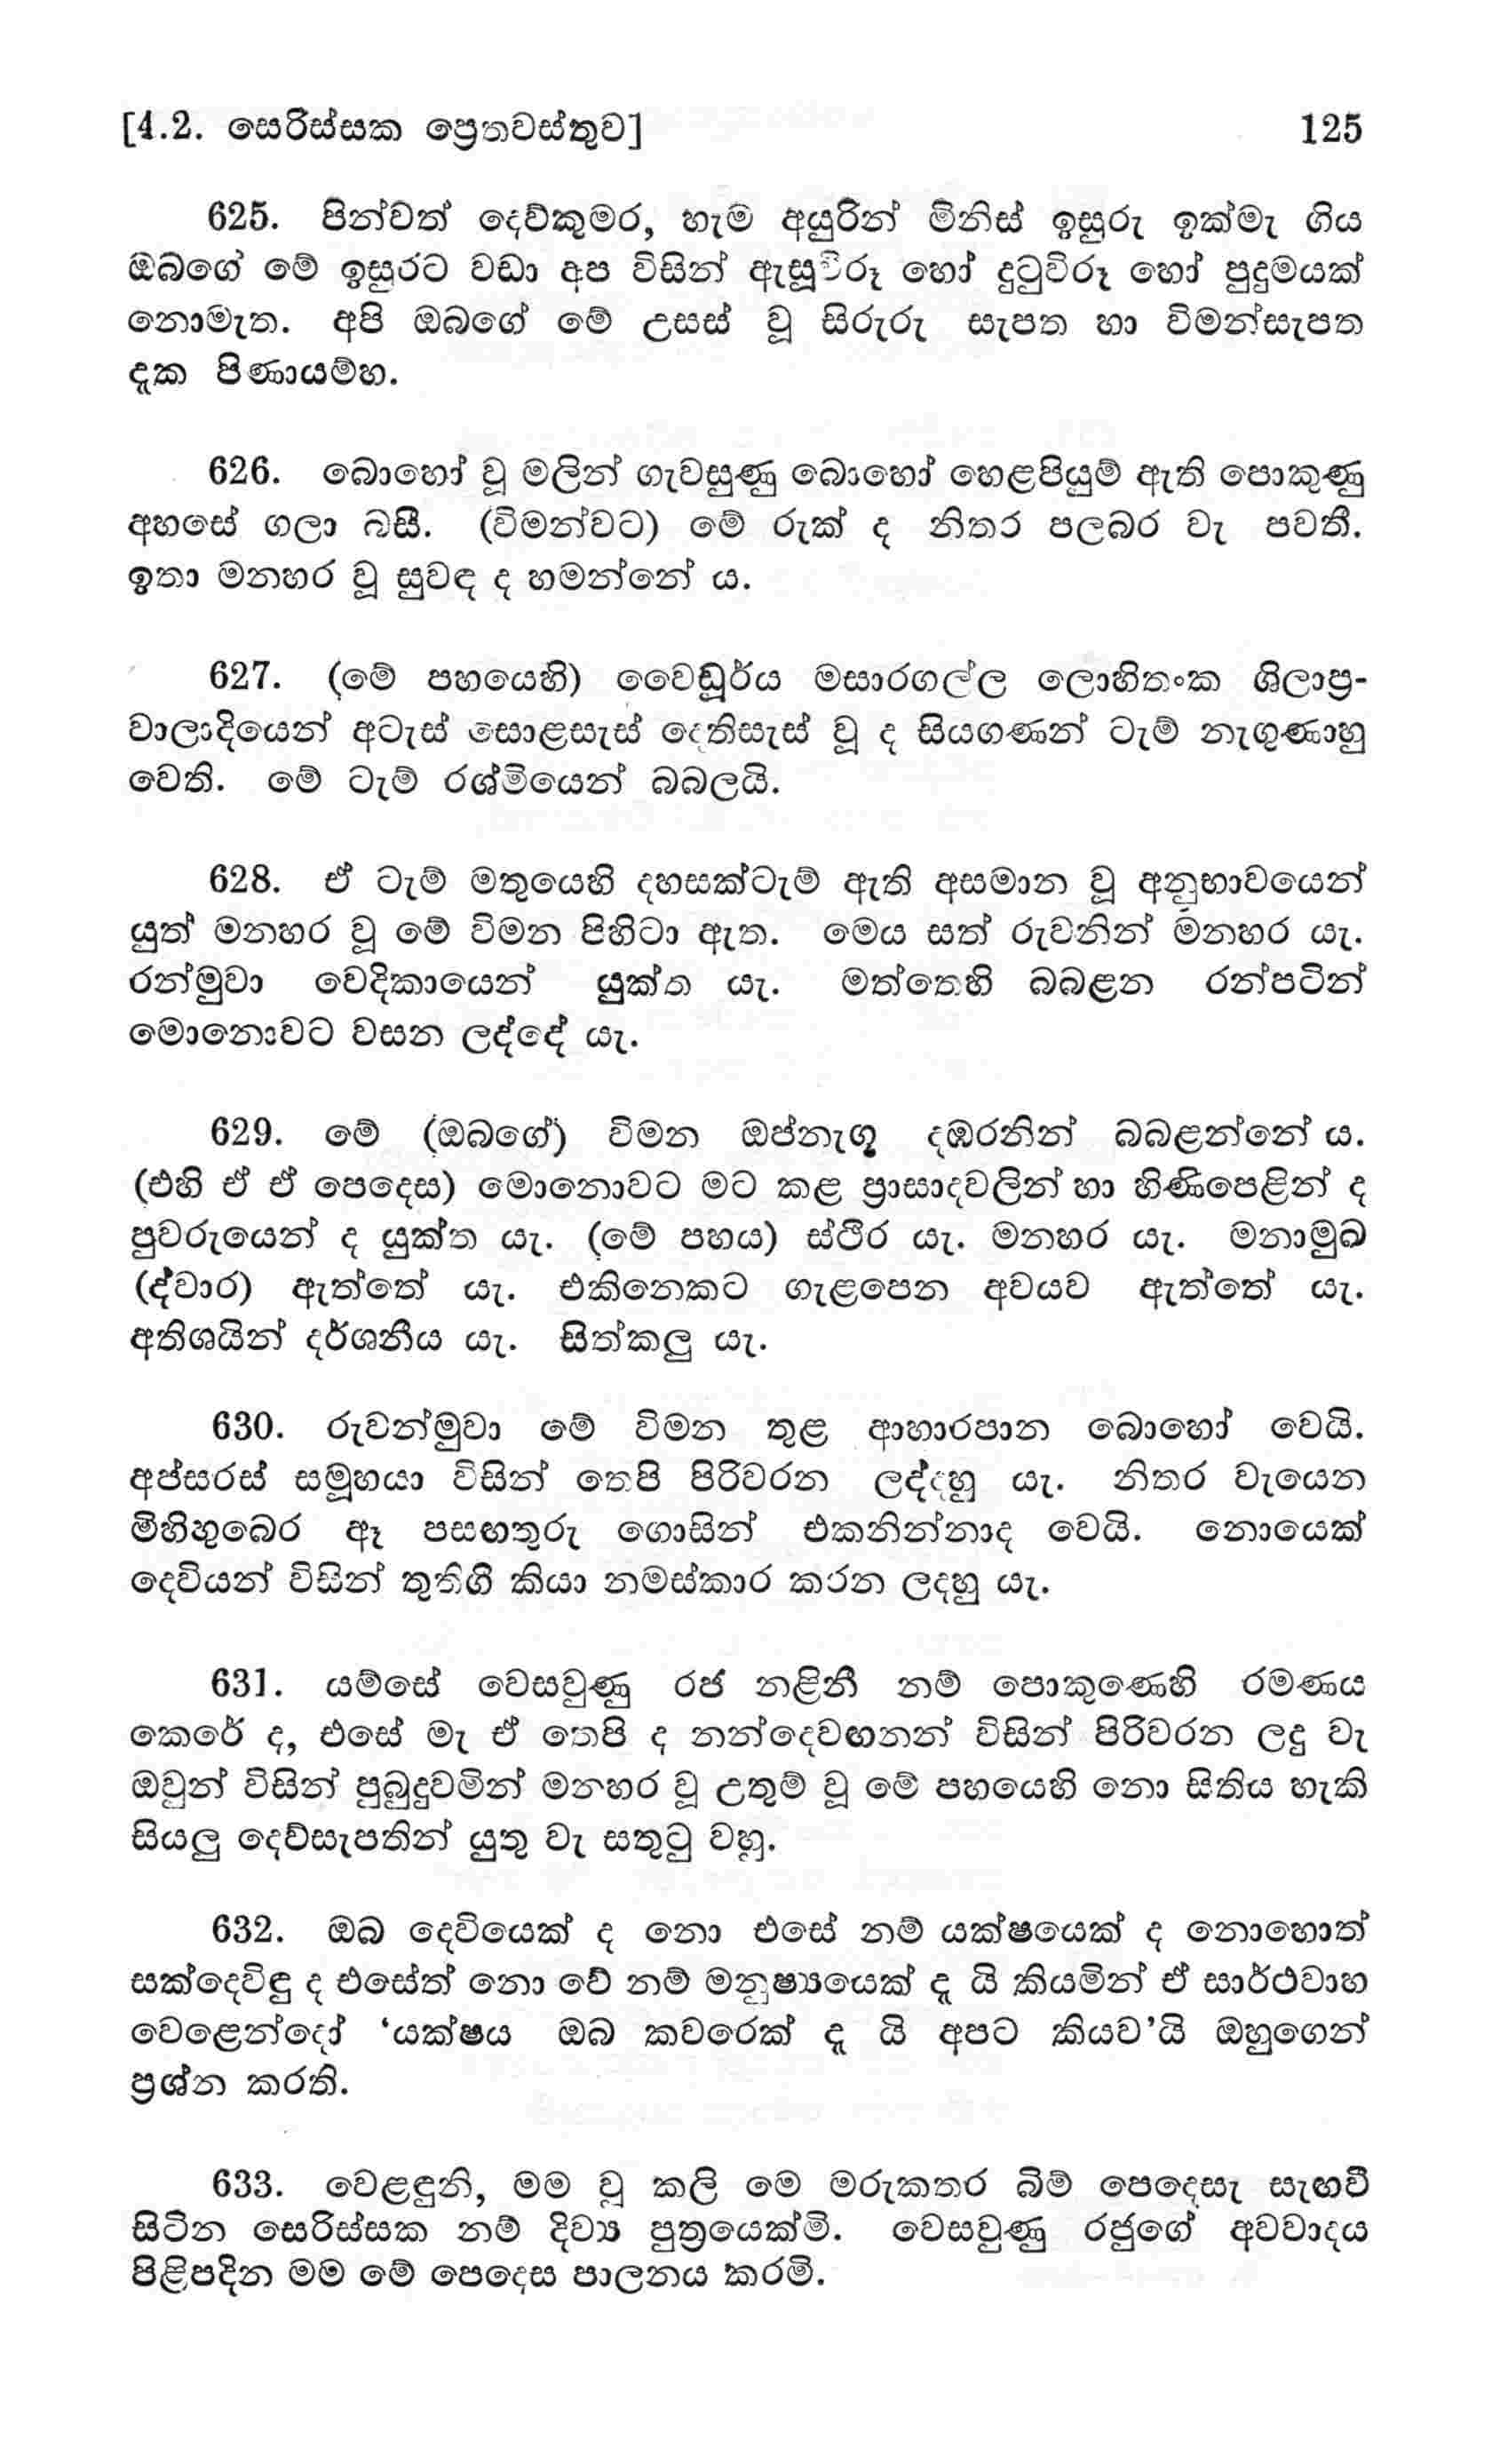 [4.2. සෙරිස්සක ප්‍රෙතවස්තුව] 125
625. පින්වත් දෙව්කුමර, හැම අයුරින් මිනිස් ඉසුරු ඉක්මැ ගිය
ඔබගේ මේ ඉසුරට වඩා අප විසින් ඇසූවිරූ හෝ දුටුවිරූ හෝ පුදුමයක්
නොමැත. අපි ඔබගේ මේ උසස් වූ සිරුරු සැපත හා විමන්සැපත
දැක පිණායම්හ.
626. බොහෝ වූ මලින් ගැවසුණු බොහෝ හෙළපියුම් ඇති පොකුණු
අහසේ ගලා බසී. (විමන්වට) මේ රුක් ද නිතර පලබර වැ පවතී.
ඉතා මනහර වූ සුවඳ ද හමන්නේ ය.
627. (මේ පහයෙහි) වෛඩූර්ය මසාරගල්ල ලොහිතංක ශිලාප්‍ර-
වාලාදියෙන් අටැස් සොළසැස් දෙතිසැස් වූ ද සියගණන් ටැම් නැගුණාහු
වෙති. මේ ටැම් රශ්මියෙන් බබලයි.
628. ඒ ටැම් මතුයෙහි දහසක්ටැම් ඇති අසමාන වූ අනුභාවයෙන්
යුත් මනහර වූ මේ විමන පිහිටා ඇත. මෙය සත් රුවනින් මනහර යැ.
රන්මුවා වෙදිකායෙන් යුක්ත යැ. මත්තෙහි බබළන රන්පටින්
මොනොවට වසන ලද්දේ යැ.
629. මේ (ඔබගේ) විමන ඔප්නැගූ දඹරනින් බබළන්නේ ය.
(එහි ඒ ඒ පෙදෙස) මොනොවට මට කළ ප්‍රාසාදවලින් හා හිණිපෙළින් ද
පුවරුයෙන් ද යුක්ත යැ. (මේ පහය) ස්ථිර යැ. මනහර යැ. මනාමුඛ
(ද්වාර) ඇත්තේ යැ. එකිනෙකට ගැළපෙන අවයව ඇත්තේ යැ.
අතිශයින් දර්ශනීය යැ. සිත්කලු යැ.
630. රුවන්මුවා මේ විමන තුළ ආහාරපාන බොහෝ වෙයි.
අප්සරස් සමූහයා විසින් තෙපි පිරිවරන ලද්දහු යැ. නිතර වැයෙන
මිහිඟුබෙර ඈ පසඟතුරු ගොසින් එකනින්නාද වෙයි. නොයෙක්
දෙවියන් විසින් තුතිගී කියා නමස්කාර කරන ලදහු යැ.
631. යම්සේ වෙසවුණු රජ නළිනී නම් පොකුණෙහි රමණය
කෙරේ ද, එසේ මැ ඒ තෙපි ද නන්දෙවඟනන් විසින් පිරිවරන ලදු වැ
ඔවුන් විසින් පුබුදුවමින් මනහර වූ උතුම් වූ මේ පහයෙහි නො සිතිය හැකි
සියලු දෙව්සැපතින් යුතු වැ සතුටු වහු.
632. ඔබ දෙවියෙක් ද නො එසේ නම් යක්ෂයෙක් ද නොහොත්
සක්දෙවිඳු ද එසේත් නො වේ නම් මනුෂ්‍යයෙක් දැ යි කියමින් ඒ සාර්ථවාහ
වෙළෙන්දෝ ‘යක්ෂය ඔබ කවරෙක් දැ යි අපට කියව’යි ඔහුගෙන්
ප්‍රශ්න කරති.
633. වෙළඳුනි, මම වූ කලි මෙ මරුකතර බිම් පෙදෙසැ සැඟවී
සිටින සෙරිස්සක නම් දිව්‍ය පුත්‍රයෙක්මි. වෙසවුණු රජුගේ අවවාදය
පිළිපදින මම මේ පෙදෙස පාලනය කරමි.